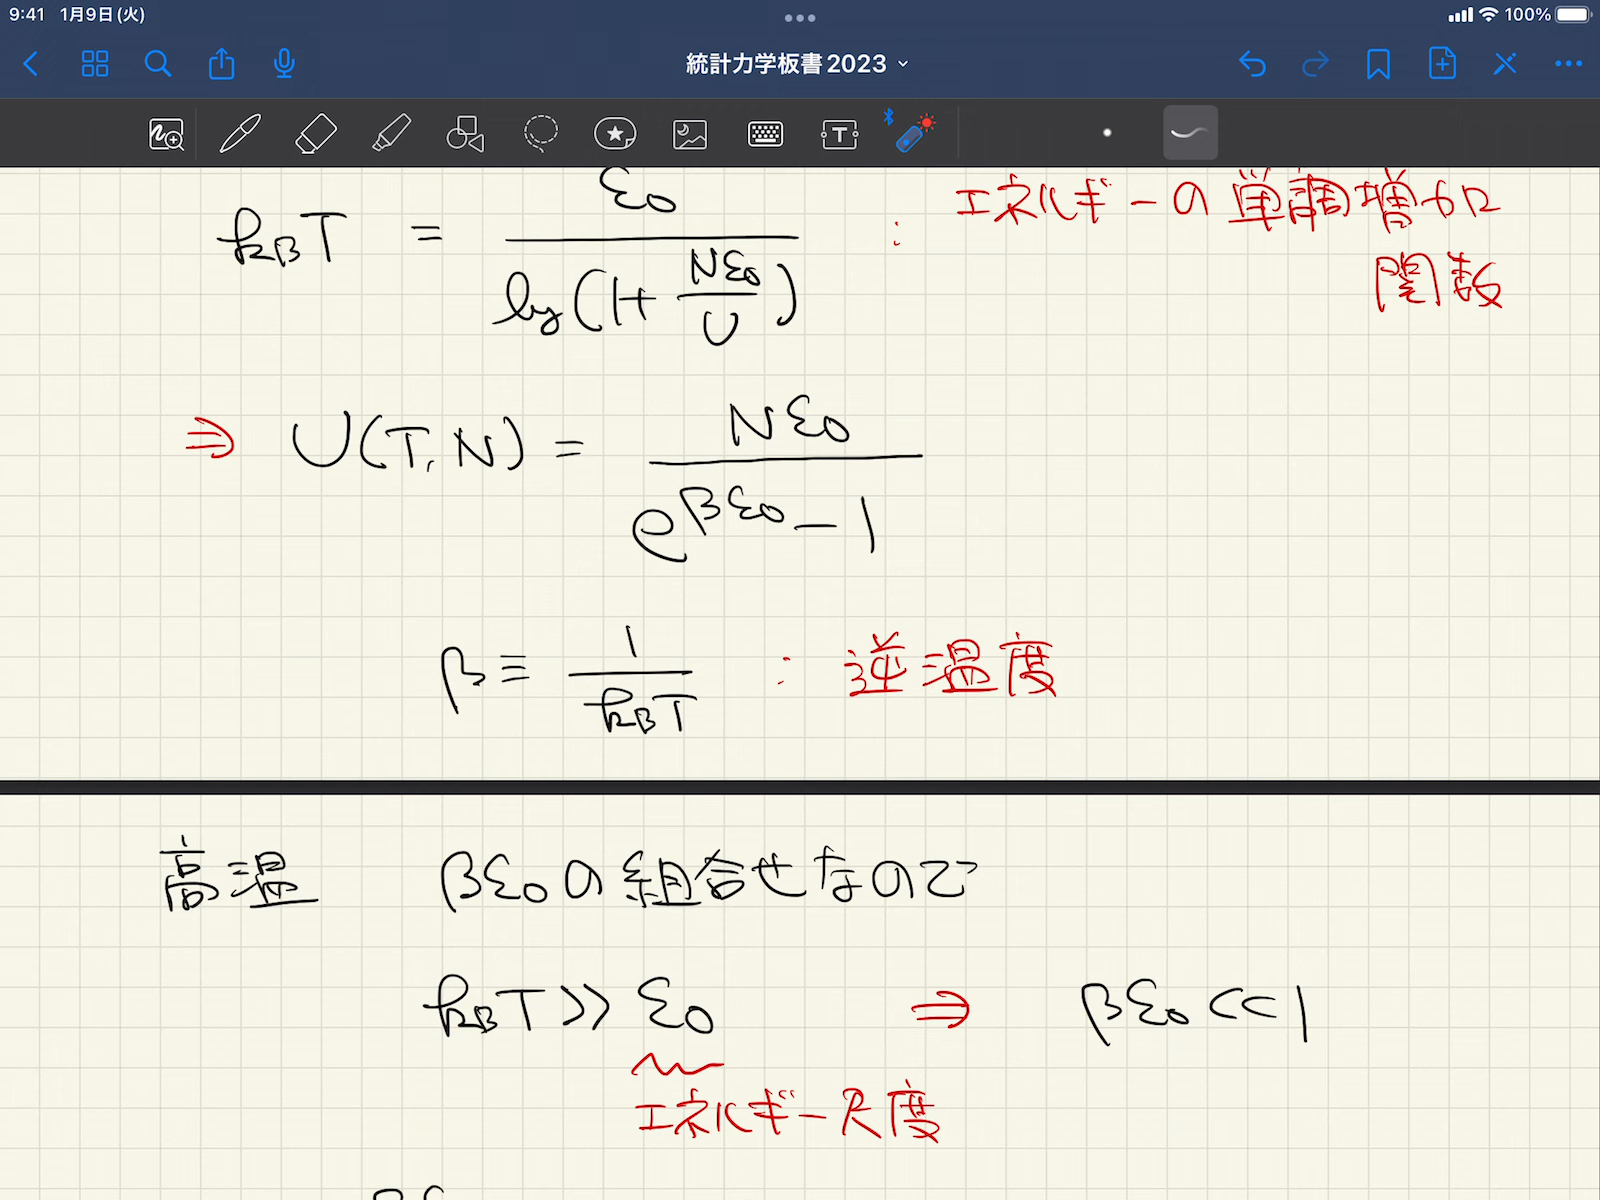 9:41 1月9日(火) 100%
統計力学板書2023
k_B T = ε₀ / log(1 + Nε₀/U) : エネルギーの単調増加
関数
⇒ U(T, N) = Nε₀ / (e^{βε₀} − 1)
β ≡ 1 / k_B T : 逆温度
高温 βε₀の組合せなので
k_B T >> ε₀ ⇒ βε₀ << 1
エネルギー尺度